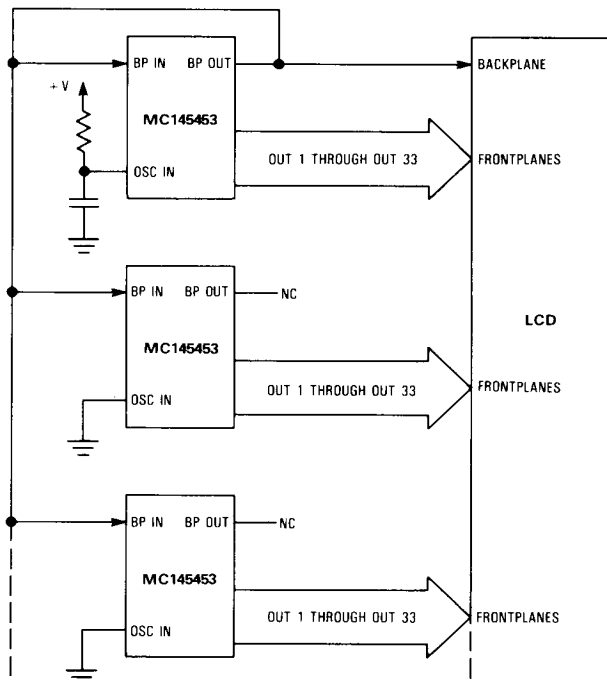 BP IN BP OUT
BACKPLANE
+V
MC145453
OSC IN
OUT 1 THROUGH OUT 33
FRONTPLANES
BP IN BP OUT
NC
LCD
MC145453
OSC IN
OUT 1 THROUGH OUT 33
FRONTPLANES
BP IN BP OUT
NC
MC145453
OSC IN
OUT 1 THROUGH OUT 33
FRONTPLANES